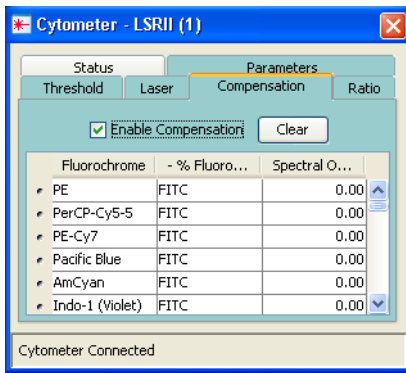 Cytometer - LSRII (1)
Status Parameters
Threshold Laser Compensation Ratio
Enable Compensation Clear
Fluorochrome - % Fluoro... Spectral O...
PE FITC 0.00
PerCP-Cy5-5 FITC 0.00
PE-Cy7 FITC 0.00
Pacific Blue FITC 0.00
AmCyan FITC 0.00
Indo-1 (Violet) FITC 0.00
Cytometer Connected